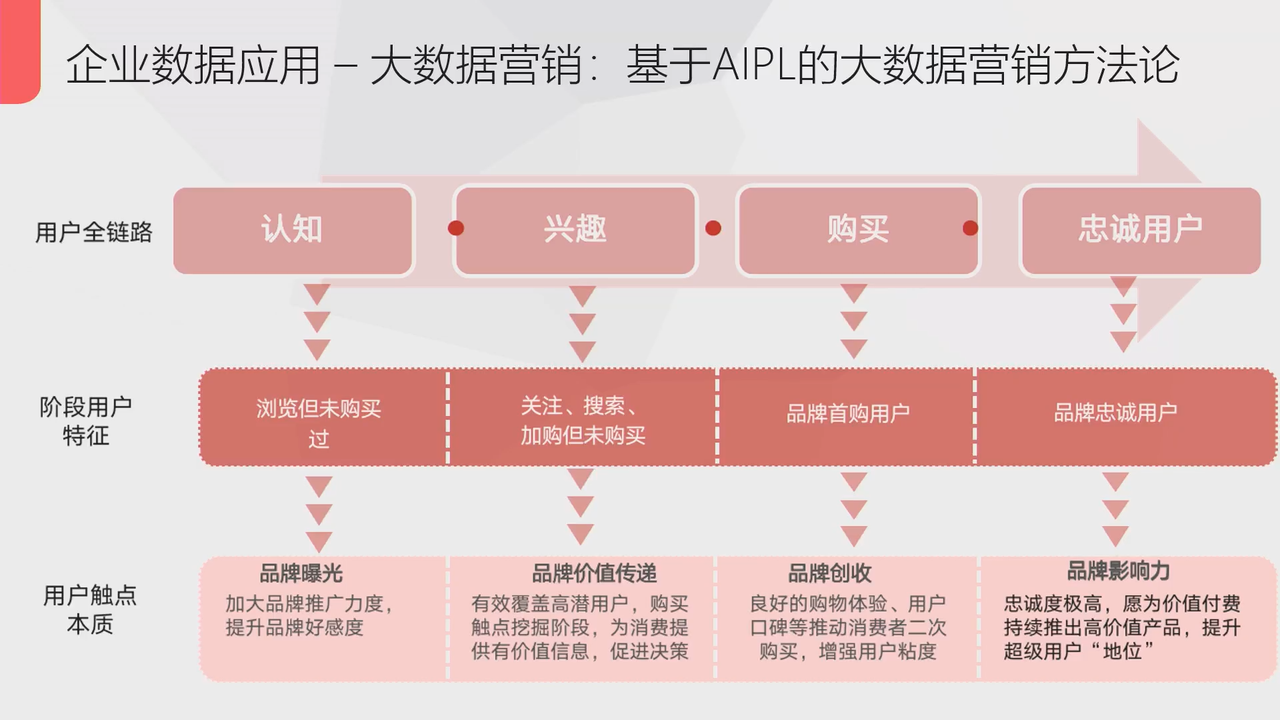 企业数据应用 – 大数据营销：基于AIPL的大数据营销方法论
用户全链路
认知
兴趣
购买
忠诚用户
阶段用户
特征
浏览但未购买
过
关注、搜索、
加购但未购买
品牌首购用户
品牌忠诚用户
用户触点
本质
品牌曝光
加大品牌推广力度，
提升品牌好感度
品牌价值传递
有效覆盖高潜用户，购买
触点挖掘阶段，为消费提
供有价值信息，促进决策
品牌创收
良好的购物体验、用户
口碑等推动消费者二次
购买，增强用户粘度
品牌影响力
忠诚度极高，愿为价值付费
持续推出高价值产品，提升
超级用户“地位”